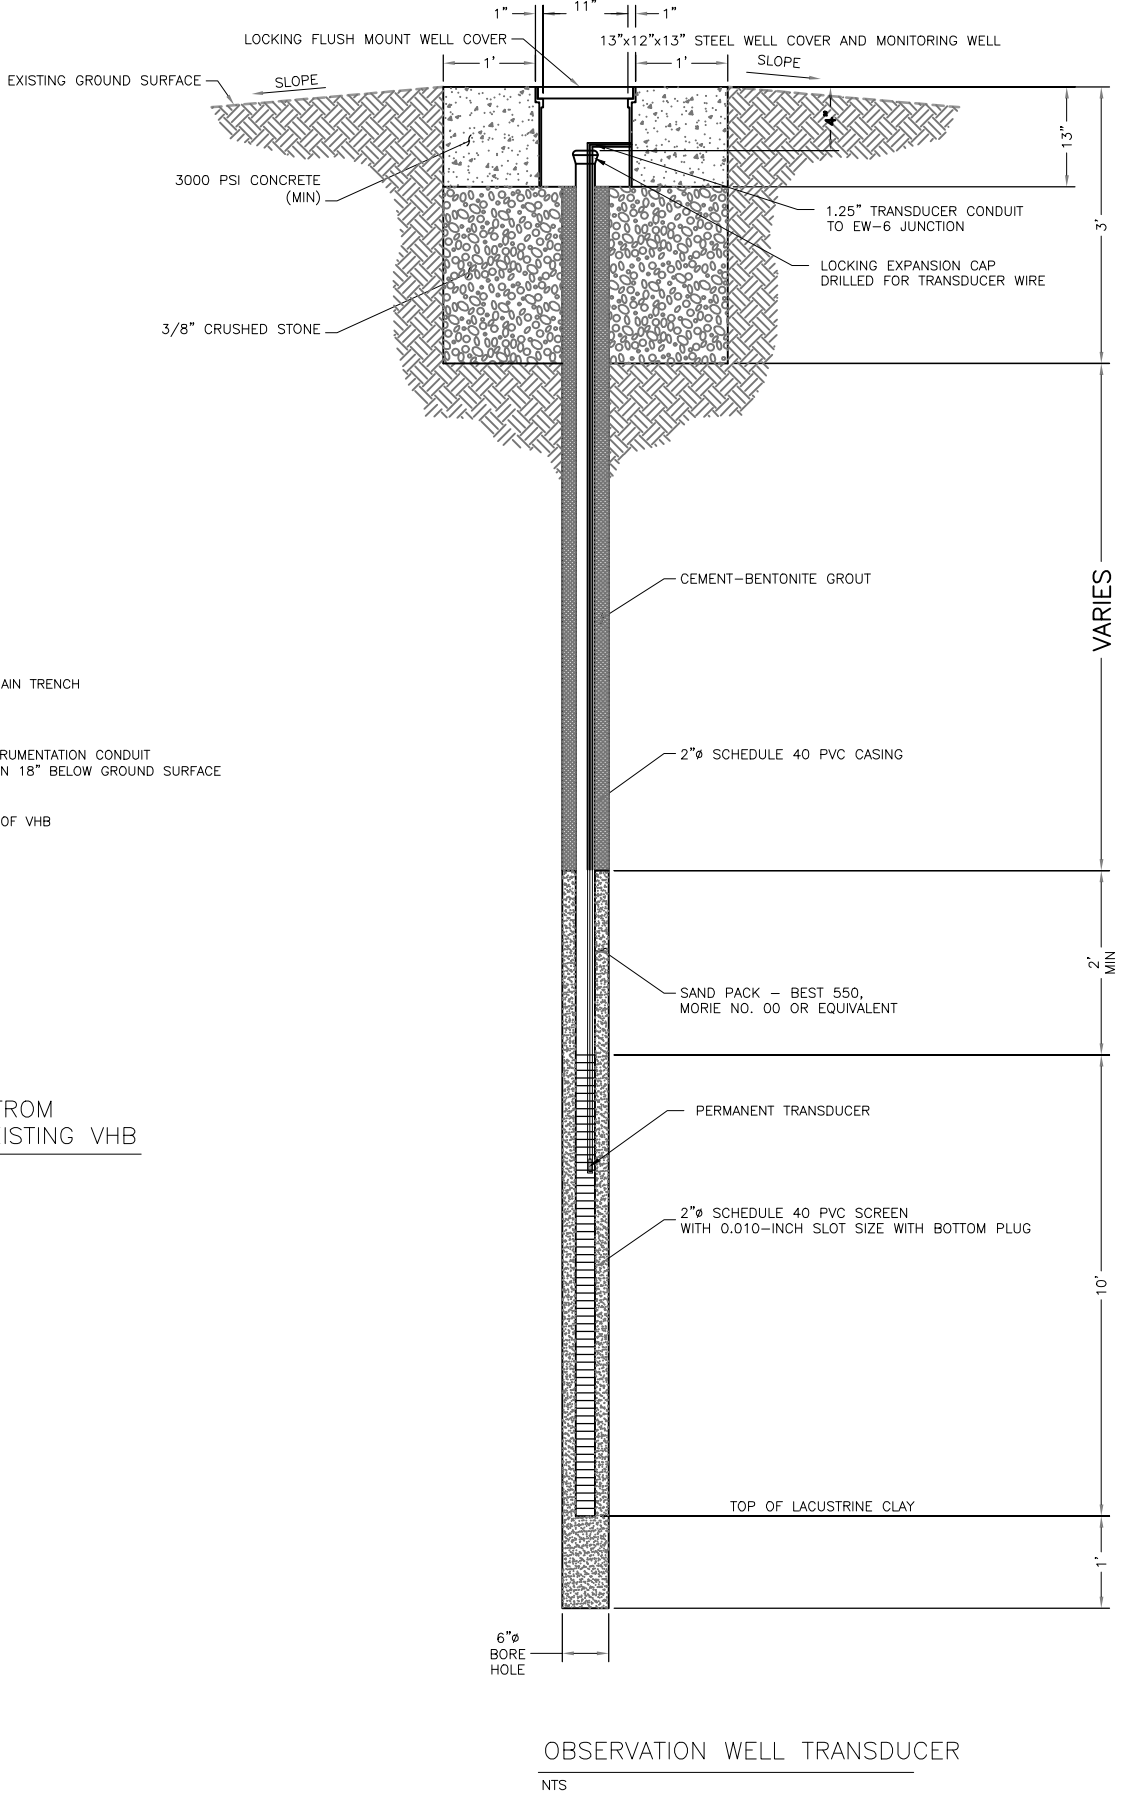 1"
11"
1"
LOCKING FLUSH MOUNT WELL COVER
13"x12"x13" STEEL WELL COVER AND MONITORING WELL
1'
1'
SLOPE
EXISTING GROUND SURFACE
SLOPE
4"
13"
3000 PSI CONCRETE
(MIN)
1.25" TRANSDUCER CONDUIT
TO EW-6 JUNCTION
3'
LOCKING EXPANSION CAP
DRILLED FOR TRANSDUCER WIRE
3/8" CRUSHED STONE
CEMENT-BENTONITE GROUT
VARIES
AIN TRENCH
RUMENTATION CONDUIT
N 18" BELOW GROUND SURFACE
2"ø SCHEDULE 40 PVC CASING
OF VHB
2'
MIN
SAND PACK - BEST 550,
MORIE NO. 00 OR EQUIVALENT
TROM
EISTING VHB
PERMANENT TRANSDUCER
2"ø SCHEDULE 40 PVC SCREEN
WITH 0.010-INCH SLOT SIZE WITH BOTTOM PLUG
10'
TOP OF LACUSTRINE CLAY
1'
6"ø
BORE
HOLE
OBSERVATION WELL TRANSDUCER
NTS